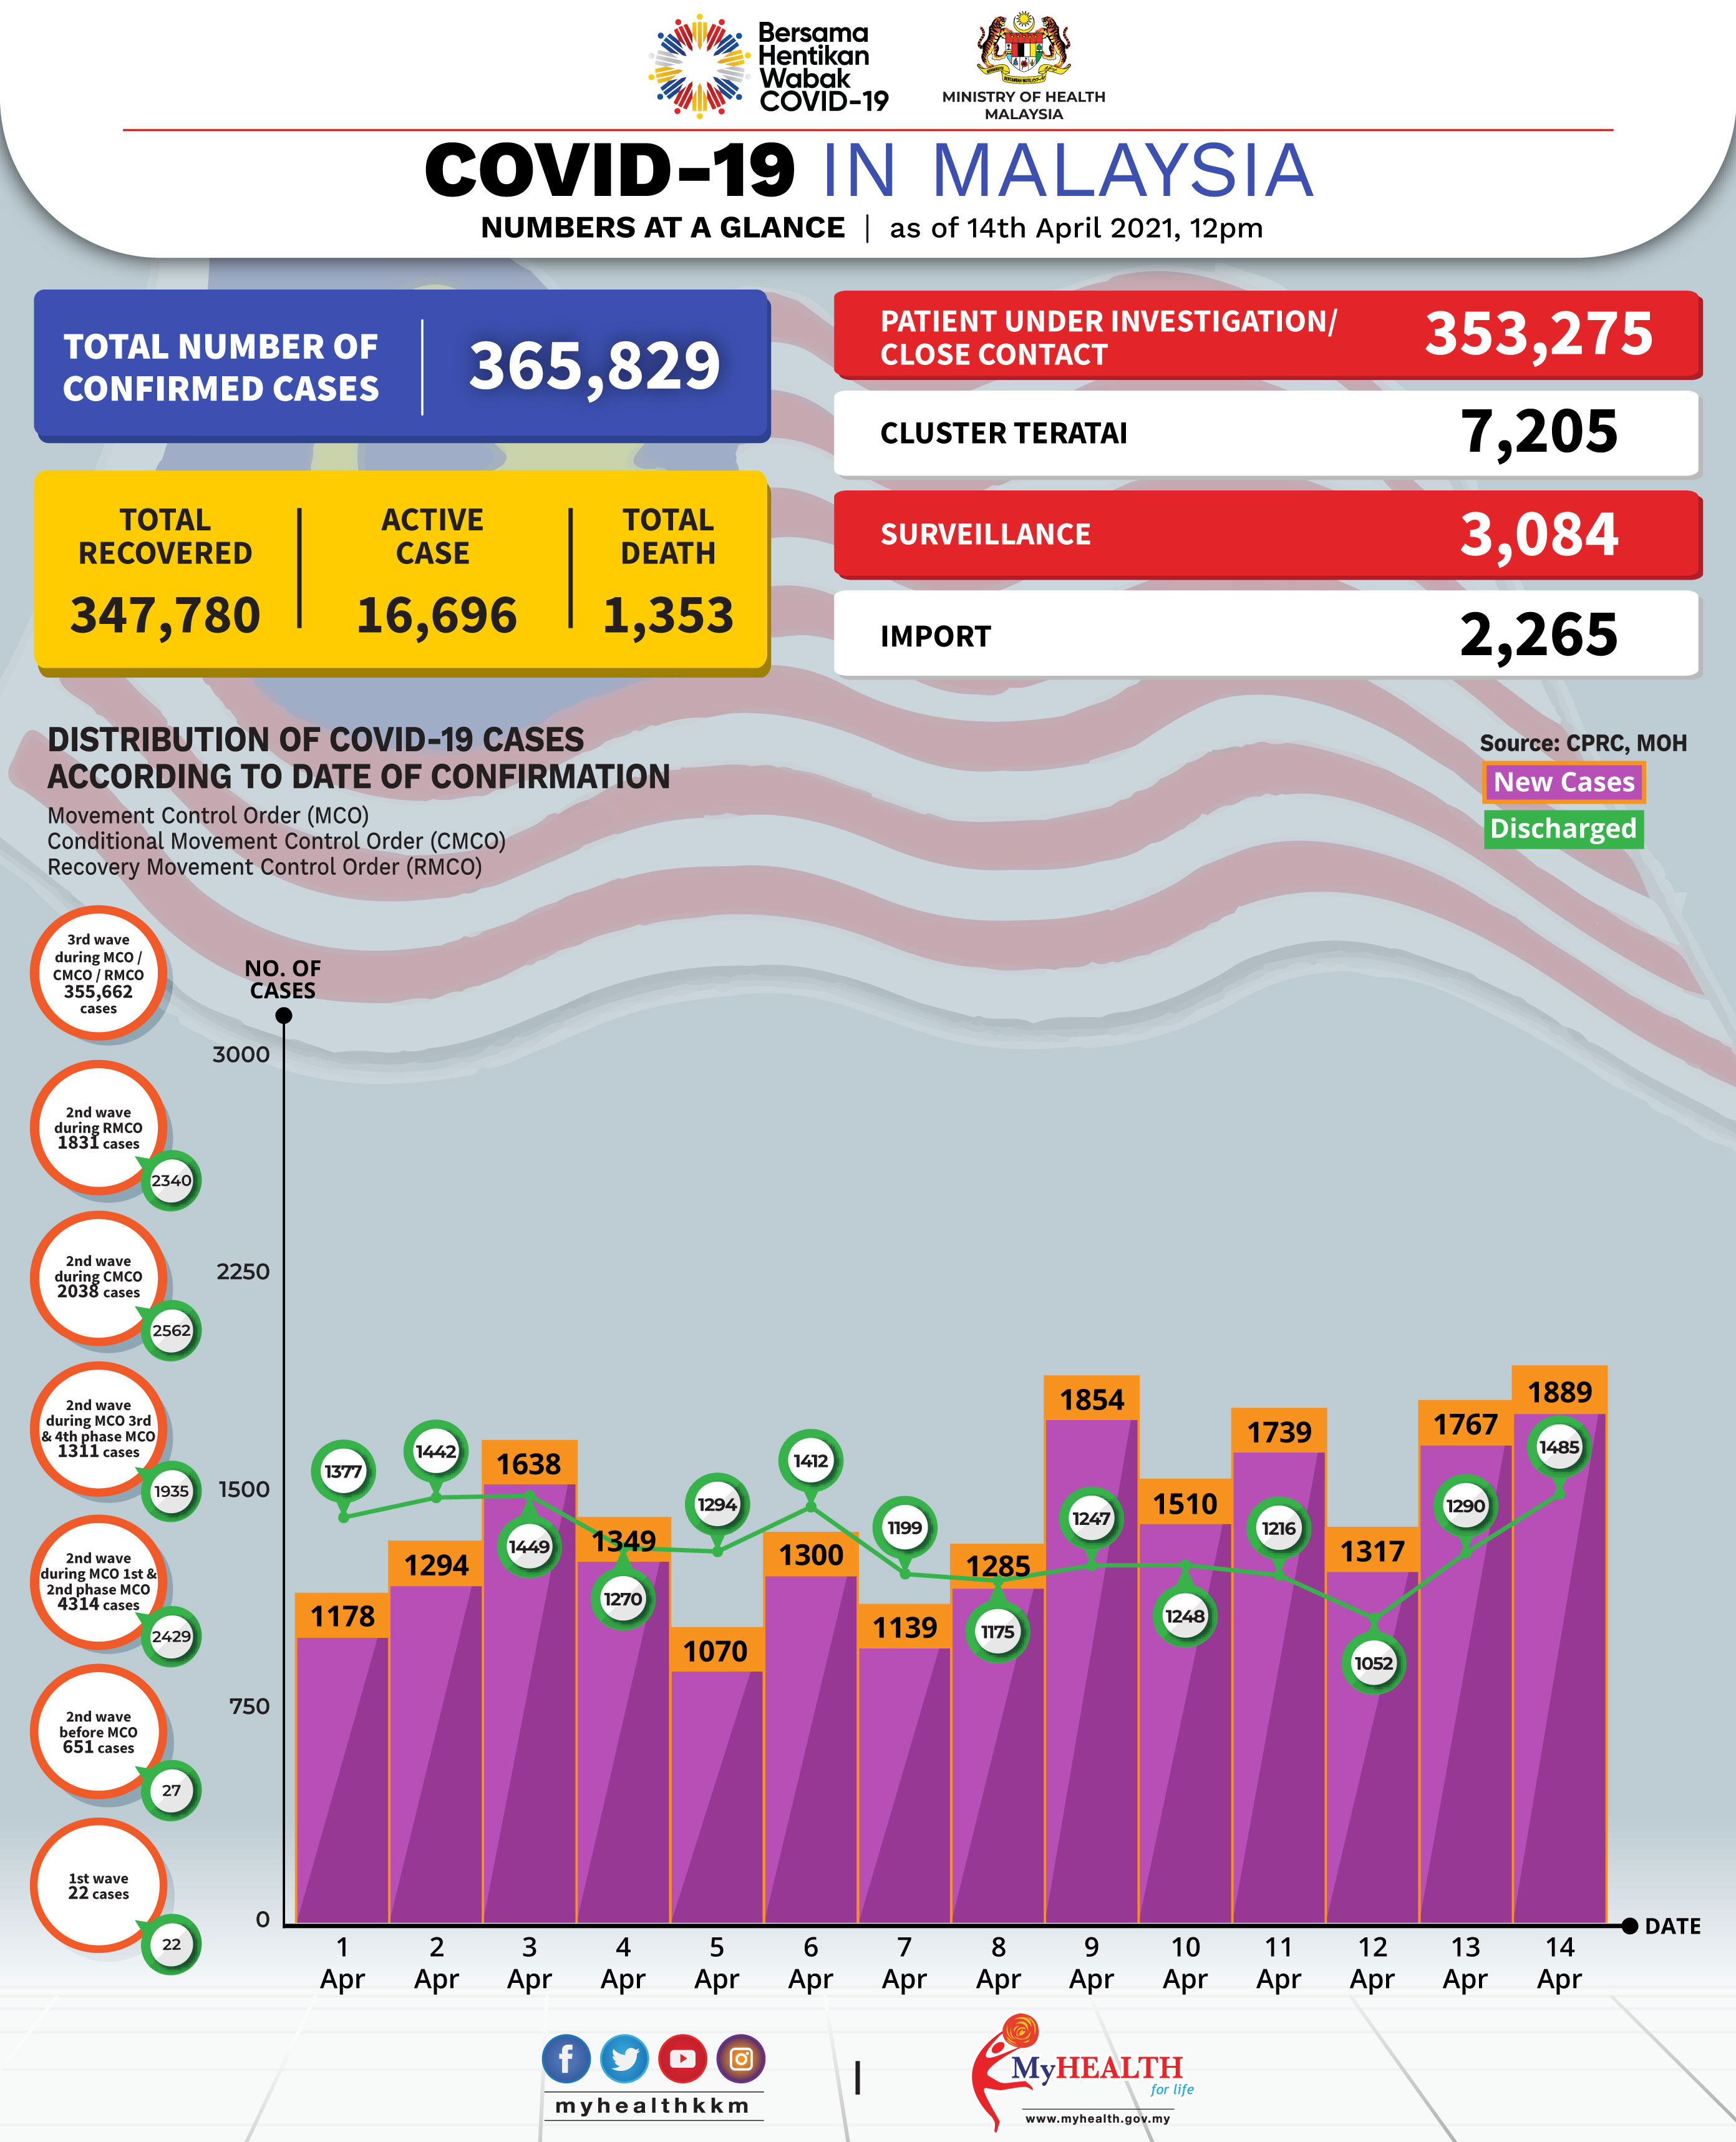 Bersama
Hentikan
Wabak
COVID-19
MINISTRY OF HEALTH
MALAYSIA
COVID-19 IN MALAYSIA
NUMBERS AT A GLANCE | as of 14th April 2021, 12pm
TOTAL NUMBER OF
CONFIRMED CASES
365,829
TOTAL
RECOVERED
347,780
ACTIVE
CASE
16,696
TOTAL
DEATH
1,353
PATIENT UNDER INVESTIGATION/
CLOSE CONTACT
353,275
CLUSTER TERATAI
7,205
SURVEILLANCE
3,084
IMPORT
2,265
DISTRIBUTION OF COVID-19 CASES
ACCORDING TO DATE OF CONFIRMATION
Movement Control Order (MCO)
Conditional Movement Control Order (CMCO)
Recovery Movement Control Order (RMCO)
Source: CPRC, MOH
New Cases
Discharged
3rd wave
during MCO /
CMCO / RMCO
355,662
cases
2nd wave
during RMCO
1831 cases
2340
2nd wave
during CMCO
2038 cases
2562
2nd wave
during MCO 3rd
& 4th phase MCO
1311 cases
1935
2nd wave
during MCO 1st &
2nd phase MCO
4314 cases
2429
2nd wave
before MCO
651 cases
27
1st wave
22 cases
22
NO. OF
CASES
3000
2250
1500
750
0
1377
1442
1638
1449
1349
1270
1294
1412
1199
1285
1175
1854
1247
1510
1248
1739
1216
1317
1052
1767
1290
1889
1485
1178
1294
1070
1300
1139
DATE
1 2 3 4 5 6 7 8 9 10 11 12 13 14
Apr Apr Apr Apr Apr Apr Apr Apr Apr Apr Apr Apr Apr Apr
myhealthkkm
MyHEALTH
for life
www.myhealth.gov.my